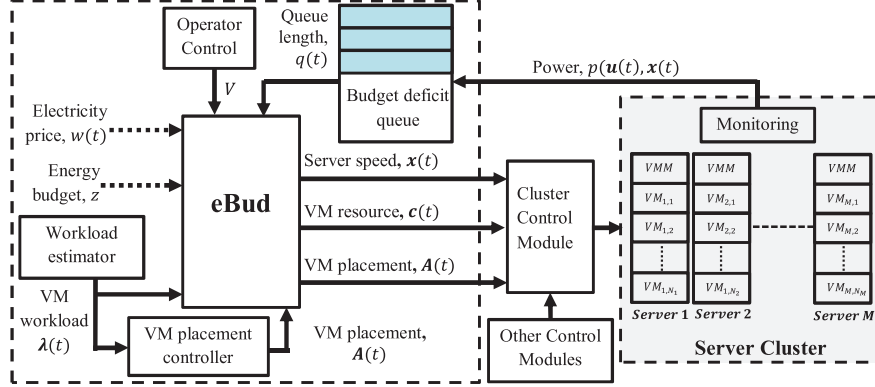 Operator
Control
V
Queue
length,
q(t)
Budget deficit
queue
Power, p(u(t), x(t)
Electricity
price, w(t)
Energy
budget, z
eBud
Workload
estimator
VM
workload
λ(t)
VM placement
controller
VM placement,
A(t)
Server speed, x(t)
VM resource, c(t)
VM placement, A(t)
Cluster
Control
Module
Other Control
Modules
Monitoring
VMM VMM VMM
VM1,1 VM2,1 VMM,1
VM1,2 VM2,2 VMM,2
VM1,N1 VM1,N2 VMM,NM
Server 1 Server 2 Server M
Server Cluster